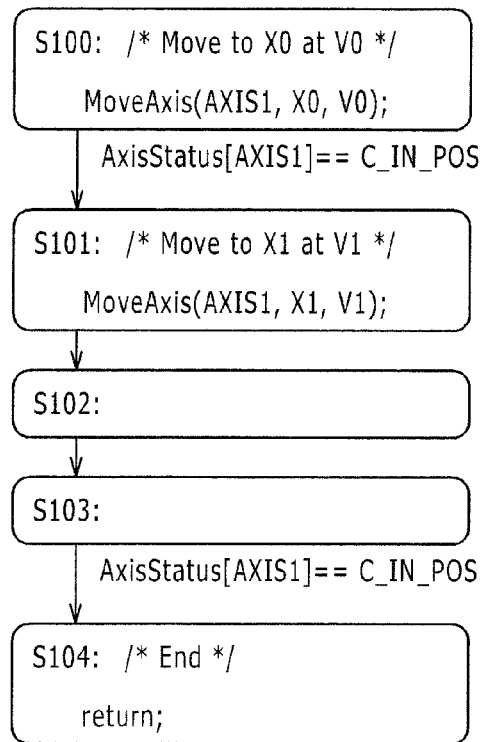 S100: /* Move to X0 at V0 */
MoveAxis(AXIS1, X0, V0);
AxisStatus[AXIS1]== C_IN_POS
S101: /* Move to X1 at V1 */
MoveAxis(AXIS1, X1, V1);
S102:
S103:
AxisStatus[AXIS1]== C_IN_POS
S104: /* End */
return;